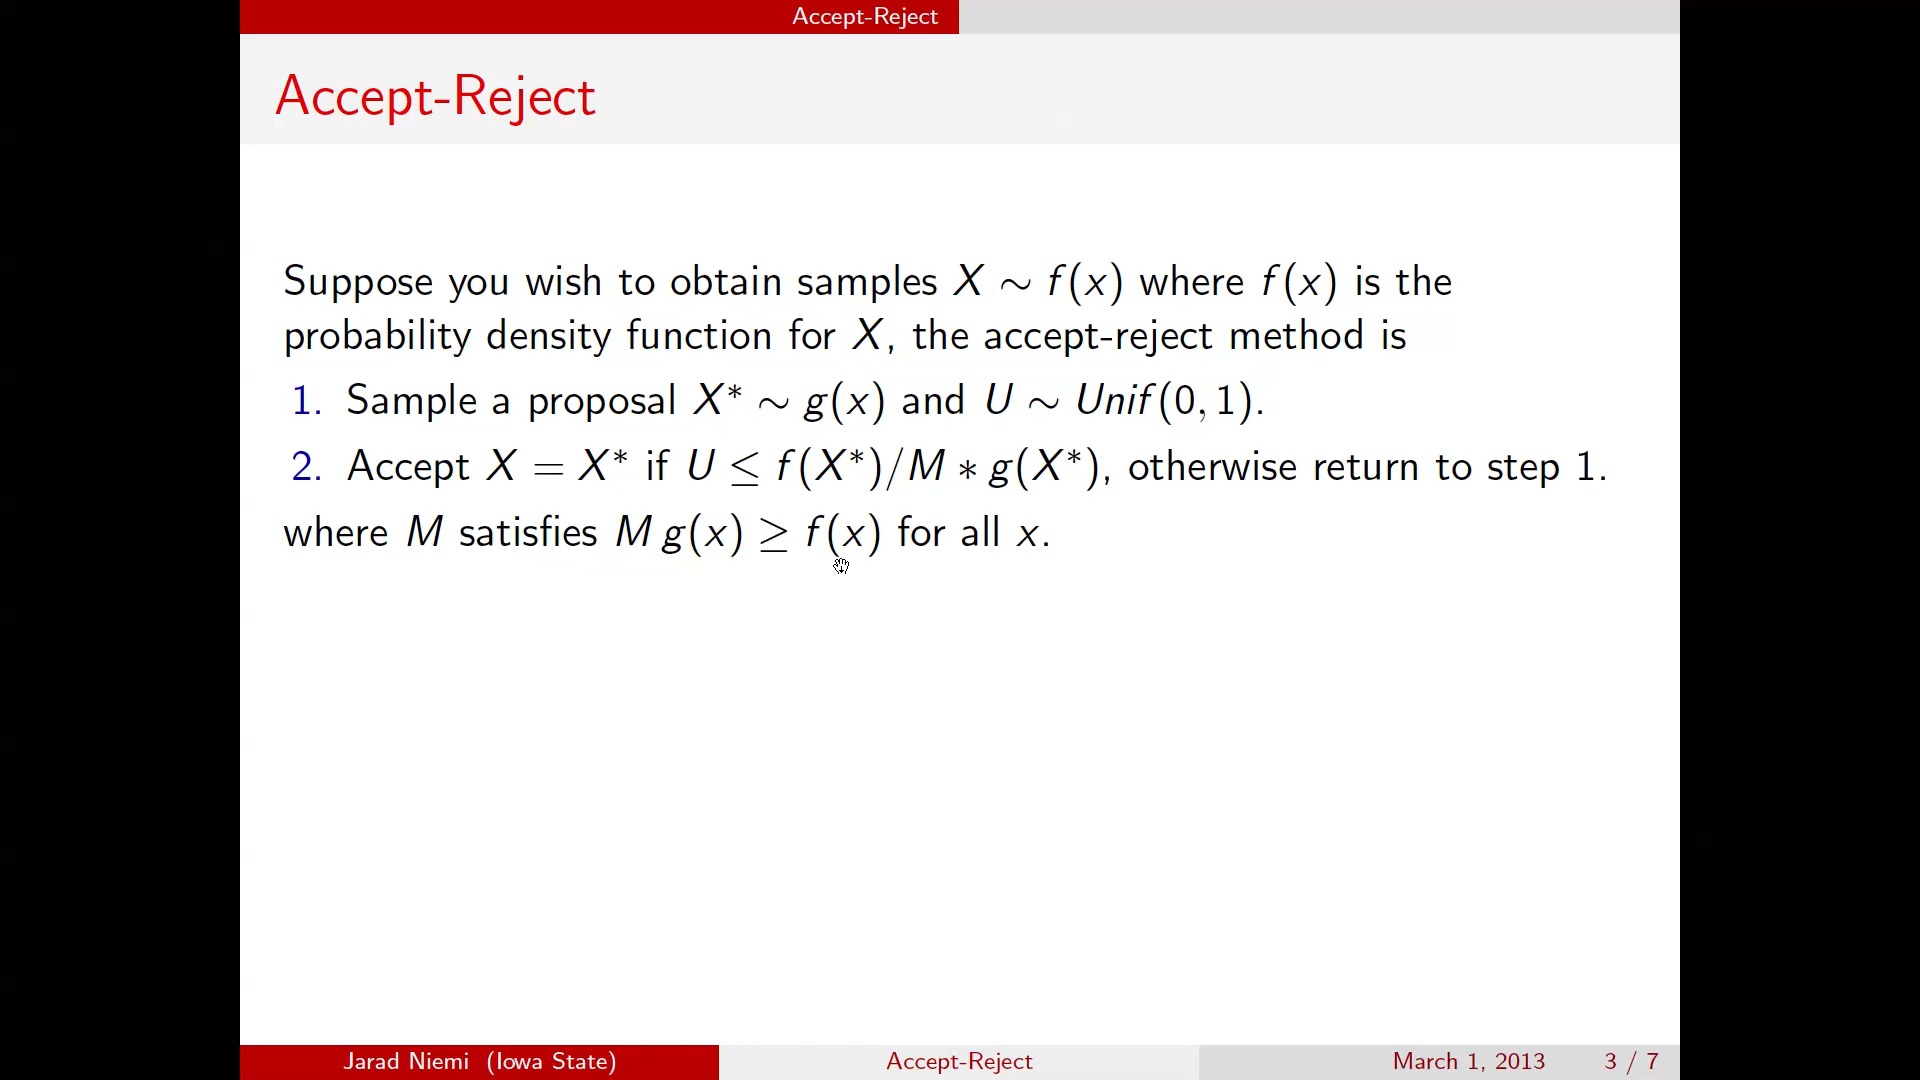 Accept-Reject
Accept-Reject
Suppose you wish to obtain samples X ∼ f(x) where f(x) is the
probability density function for X, the accept-reject method is
1. Sample a proposal X* ∼ g(x) and U ∼ Unif(0, 1).
2. Accept X = X* if U ≤ f(X*)/M ∗ g(X*), otherwise return to step 1.
where M satisfies M g(x) ≥ f(x) for all x.
Jarad Niemi (Iowa State) Accept-Reject March 1, 2013 3 / 7